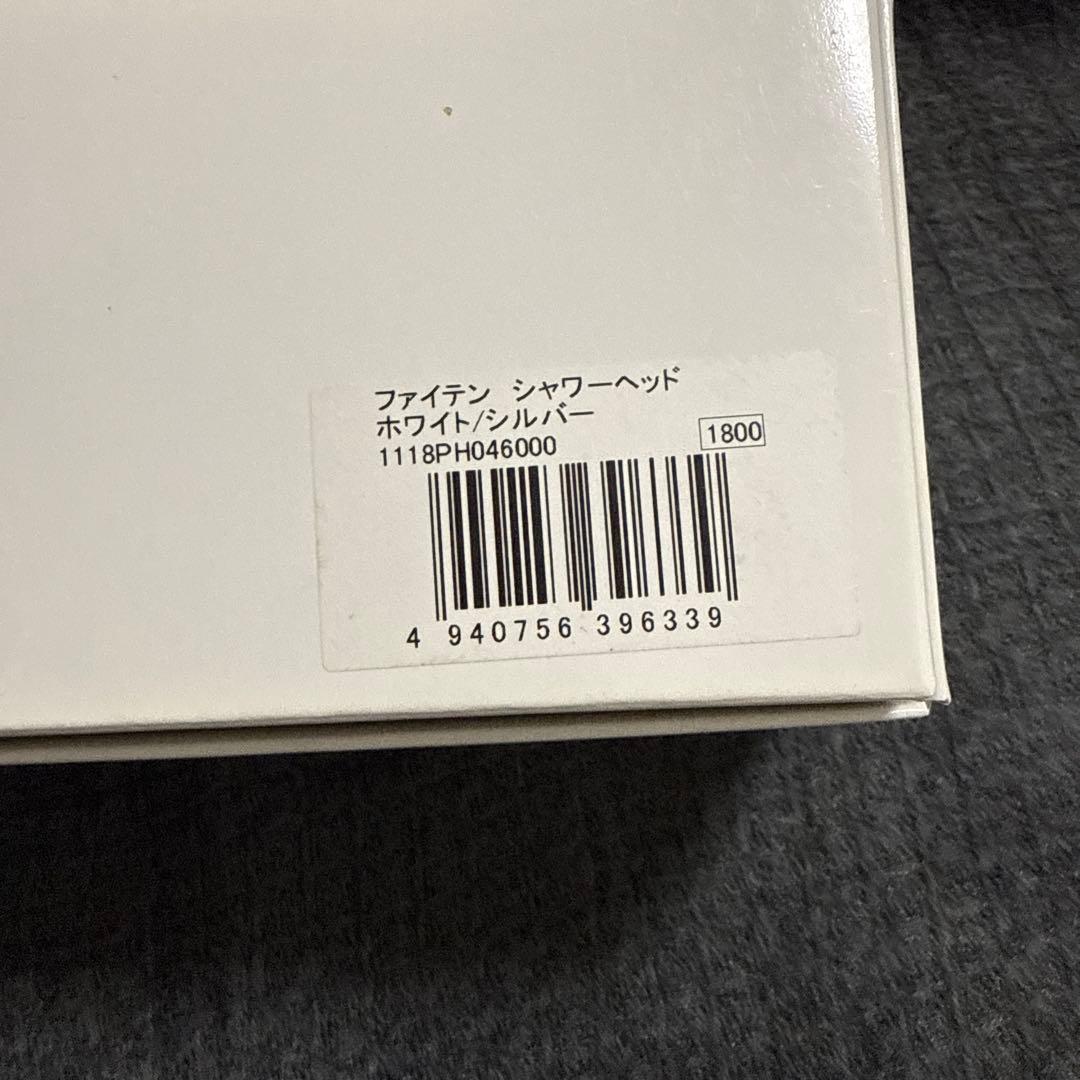 ファイテン シャワーヘッド
ホワイト/シルバー
1118PH046000
1800
4 940756 396339